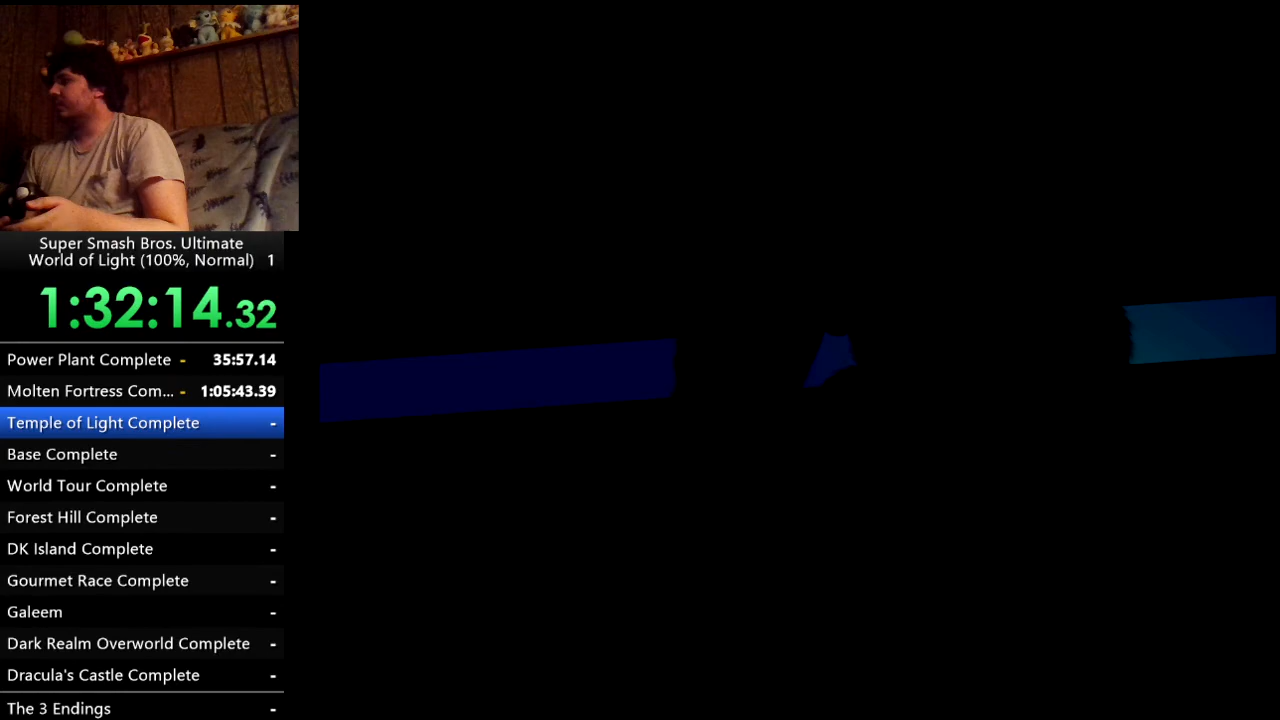 Super Smash Bros. Ultimate
World of Light (100%, Normal) 1
1:32:14.32
Power Plant Complete - 35:57.14
Molten Fortress Com... - 1:05:43.39
Temple of Light Complete -
Base Complete -
World Tour Complete -
Forest Hill Complete -
DK Island Complete -
Gourmet Race Complete -
Galeem -
Dark Realm Overworld Complete -
Dracula's Castle Complete -
The 3 Endings -